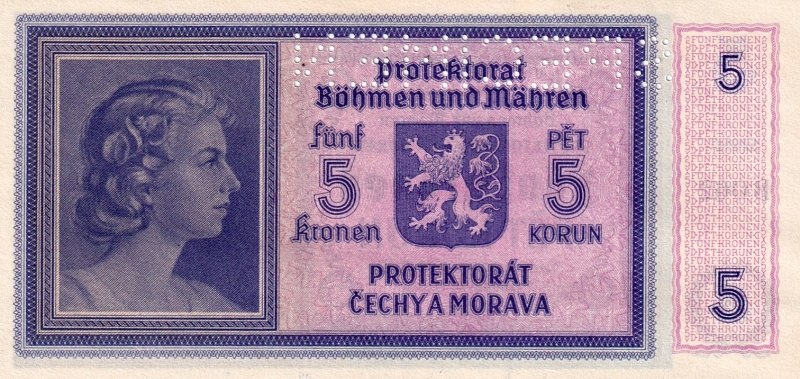 Protektorat
Böhmen und Mähren
fünf
5
kronen
PĚT
5
KORUN
PROTEKTORÁT
ČECHY A MORAVA
5
5